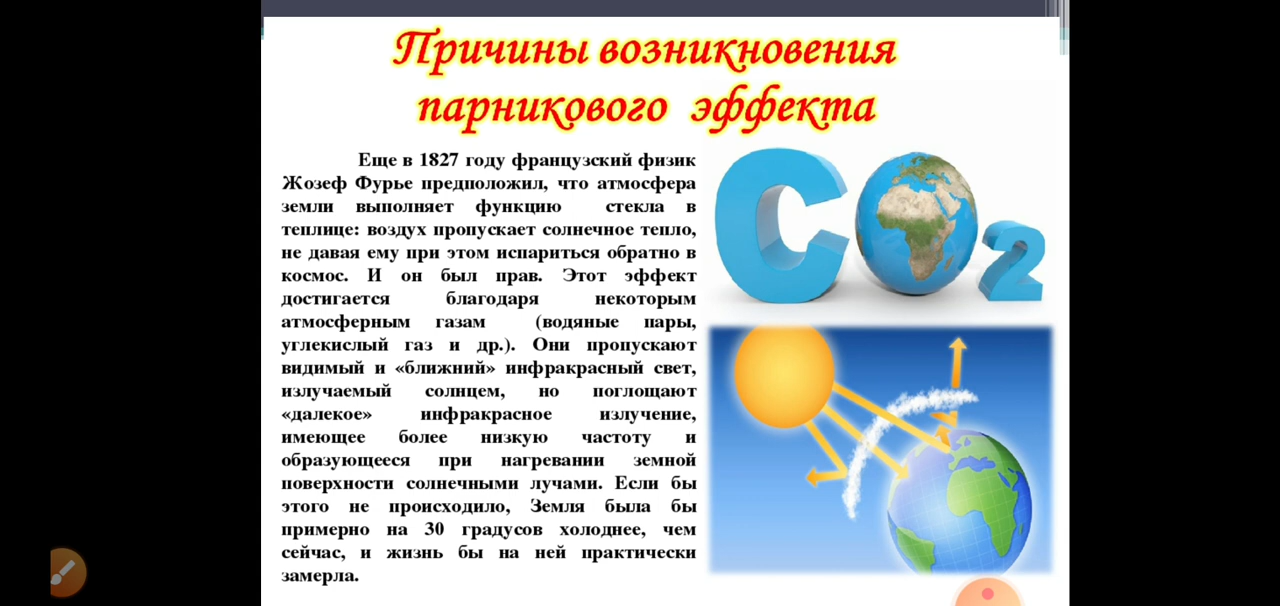 Причины возникновения
парникового эффекта
Еще в 1827 году французский физик
Жозеф Фурье предположил, что атмосфера
земли выполняет функцию стекла в
теплице: воздух пропускает солнечное тепло,
не давая ему при этом испариться обратно в
космос. И он был прав. Этот эффект
достигается благодаря некоторым
атмосферным газам (водяные пары,
углекислый газ и др.). Они пропускают
видимый и «ближний» инфракрасный свет,
излучаемый солнцем, но поглощают
«далекое» инфракрасное излучение,
имеющее более низкую частоту и
образующееся при нагревании земной
поверхности солнечными лучами. Если бы
этого не происходило, Земля была бы
примерно на 30 градусов холоднее, чем
сейчас, и жизнь бы на ней практически
замерла.
CO2